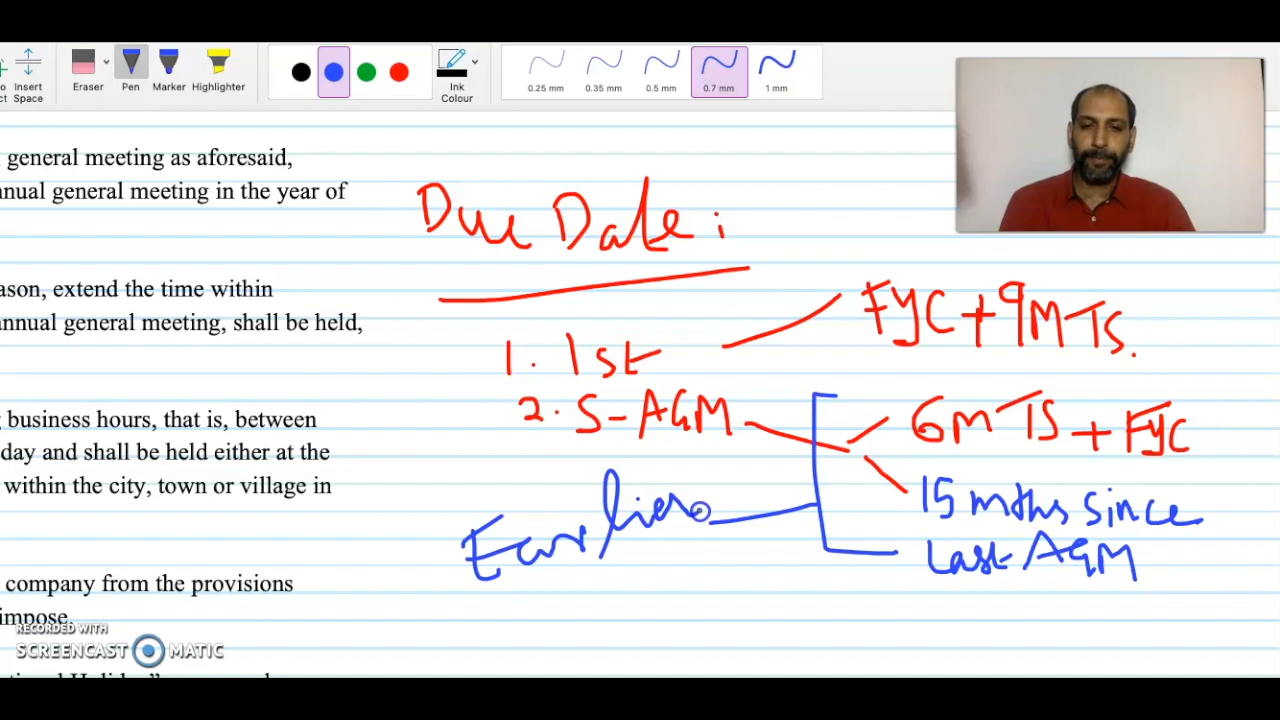 Insert
Space
Eraser
Pen
Marker
Highlighter
Ink
Colour
0.25 mm
0.35 mm
0.5 mm
0.7 mm
1 mm
general meeting as aforesaid,
nnual general meeting in the year of
Due Date :
ason, extend the time within
annual general meeting, shall be held,
1. 1st
FYC + 9MTS.
2. S-AGM
6MTS + FYC
business hours, that is, between
day and shall be held either at the
within the city, town or village in
15 mths since
Last AGM
Earlier
company from the provisions
impose.
RECORDED WITH
SCREENCAST MATIC